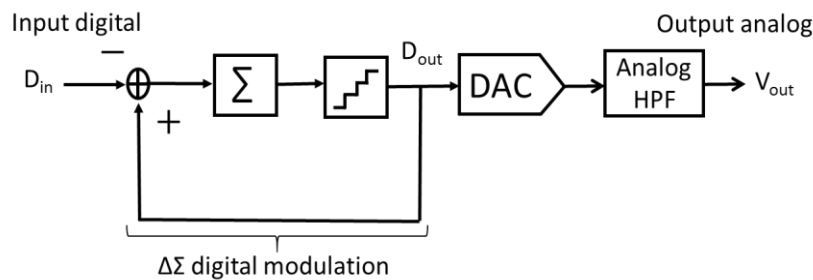 Input digital
Output analog
−
D_in
+
Σ
D_out
DAC
Analog
HPF
V_out
ΔΣ digital modulation